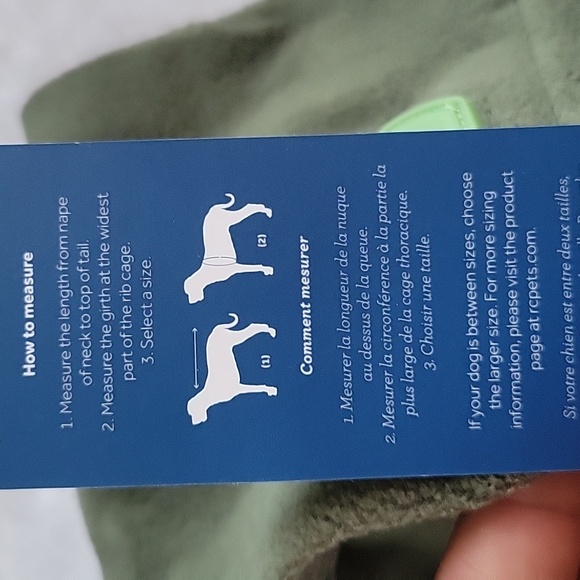 How to measure
1. Measure the length from nape
of neck to top of tail.
2. Measure the girth at the widest
part of the rib cage.
3. Select a size.
(1)
(2)
Comment mesurer
1. Mesurer la longueur de la nuque
au dessus de la queue.
2. Mesurer la circonférence à la partie la
plus large de la cage thoracique.
3. Choisir une taille.
If your dog is between sizes, choose
the larger size. For more sizing
information, please visit the product
page at rcpets.com.
Si votre chien est entre deux tailles,